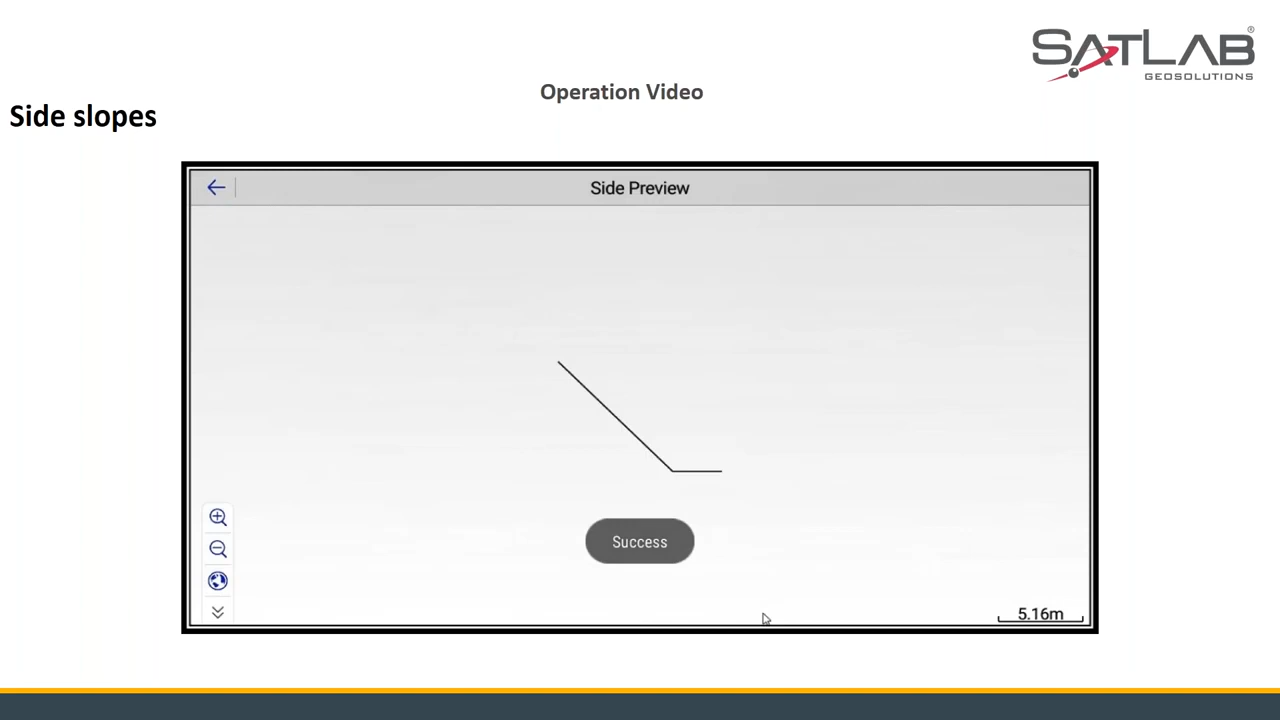 SATLAB®
GEOSOLUTIONS
Operation Video
Side slopes
Side Preview
Success
5.16m